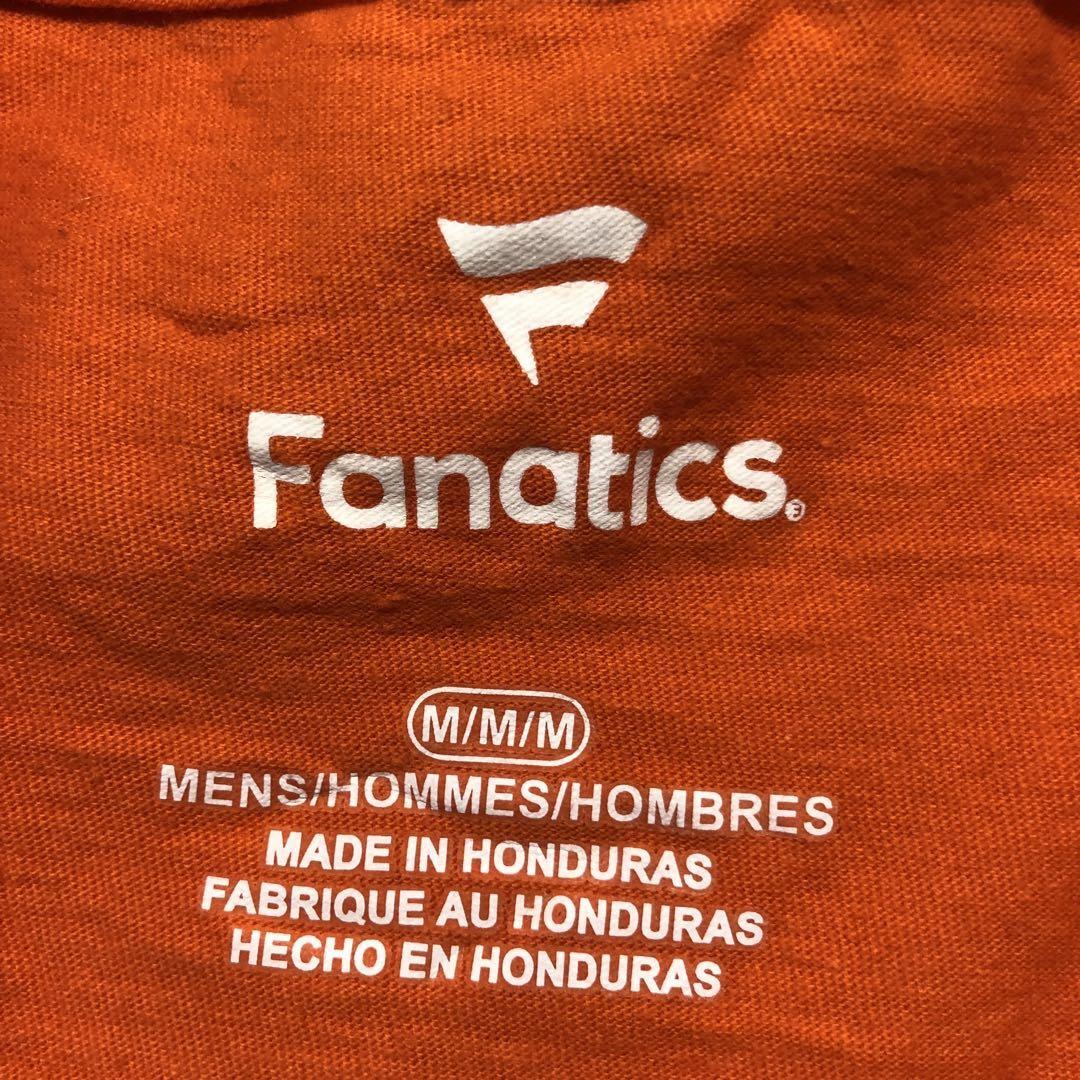 Fanatics®
M/M/M
MENS/HOMMES/HOMBRES
MADE IN HONDURAS
FABRIQUE AU HONDURAS
HECHO EN HONDURAS